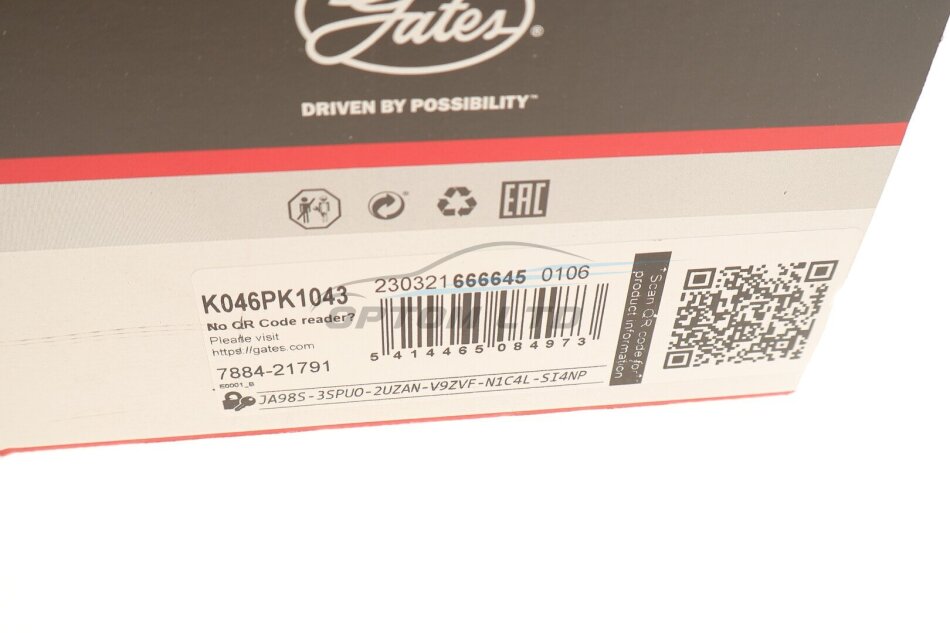 Gates®
DRIVEN BY POSSIBILITY™
EAC
K046PK1043
230321666645 0106
No QR Code reader?
Please visit
https://gates.com
5 414465 084973
OPTOM LTD
7884-21791
E0001_B
JA98S-3SPUO-2UZAN-V9ZVF-N1C4L-SI4NP
*Scan QR code for*
product information